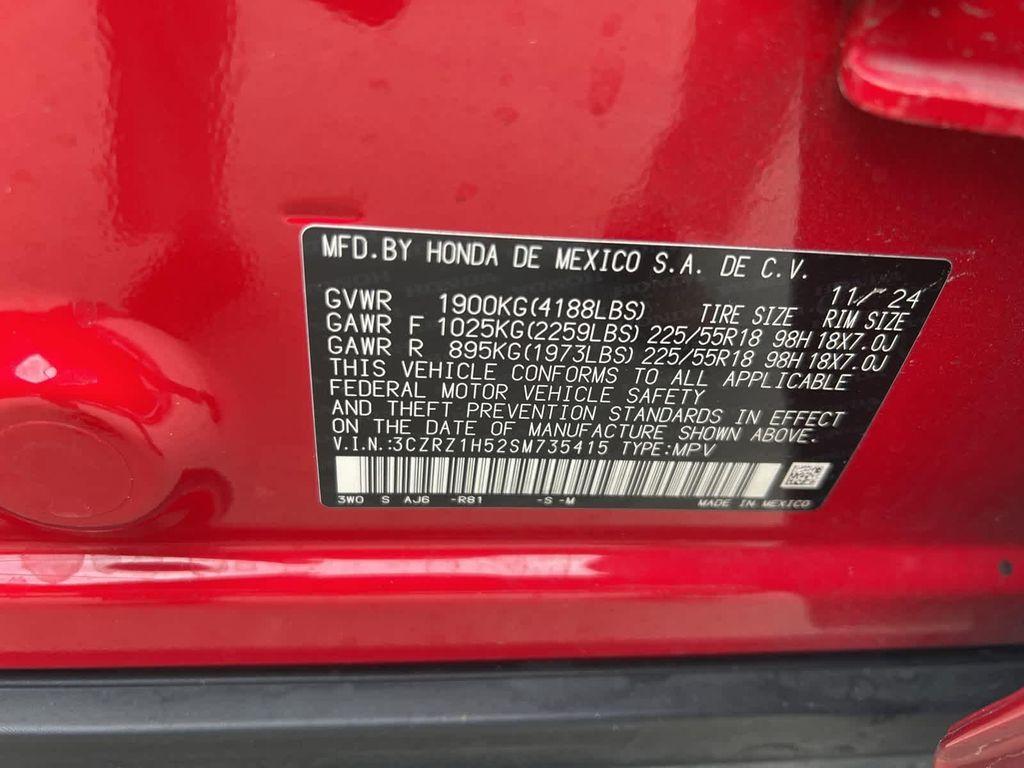 MFD.BY HONDA DE MEXICO S.A. DE C.V.
11/24
GVWR 1900KG(4188LBS) TIRE SIZE RIM SIZE
GAWR F 1025KG(2259LBS) 225/55R18 98H 18X7.0J
GAWR R 895KG(1973LBS) 225/55R18 98H 18X7.0J
THIS VEHICLE CONFORMS TO ALL APPLICABLE
FEDERAL MOTOR VEHICLE SAFETY
AND THEFT PREVENTION STANDARDS IN EFFECT
ON THE DATE OF MANUFACTURE SHOWN ABOVE.
V.I.N.:3CZRZ1H52SM735415 TYPE:MPV
3W0 S AJ6 -R81 -S -M MADE IN MEXICO